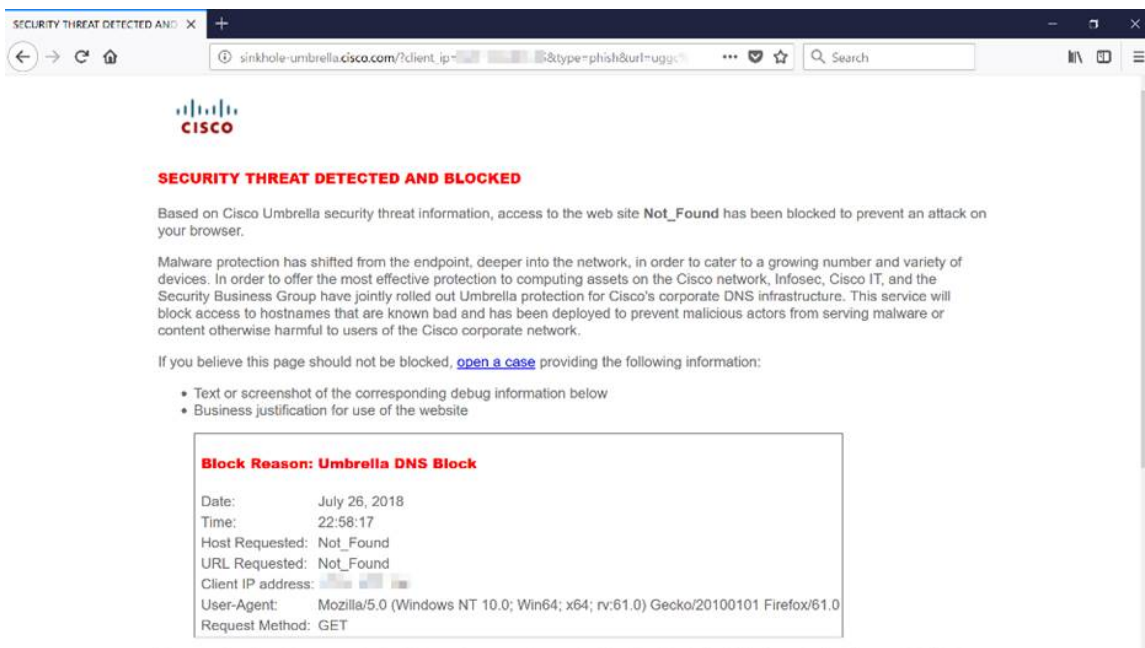 SECURITY THREAT DETECTED AND
sinkhole-umbrella.cisco.com/?client_ip= &type=phish&url=uggc
Search
CISCO
SECURITY THREAT DETECTED AND BLOCKED
Based on Cisco Umbrella security threat information, access to the web site Not_Found has been blocked to prevent an attack on
your browser.
Malware protection has shifted from the endpoint, deeper into the network, in order to cater to a growing number and variety of
devices. In order to offer the most effective protection to computing assets on the Cisco network, Infosec, Cisco IT, and the
Security Business Group have jointly rolled out Umbrella protection for Cisco's corporate DNS infrastructure. This service will
block access to hostnames that are known bad and has been deployed to prevent malicious actors from serving malware or
content otherwise harmful to users of the Cisco corporate network.
If you believe this page should not be blocked, open a case providing the following information:
• Text or screenshot of the corresponding debug information below
• Business justification for use of the website
Block Reason: Umbrella DNS Block
Date: July 26, 2018
Time: 22:58:17
Host Requested: Not_Found
URL Requested: Not_Found
Client IP address:
User-Agent: Mozilla/5.0 (Windows NT 10.0; Win64; x64; rv:61.0) Gecko/20100101 Firefox/61.0
Request Method: GET